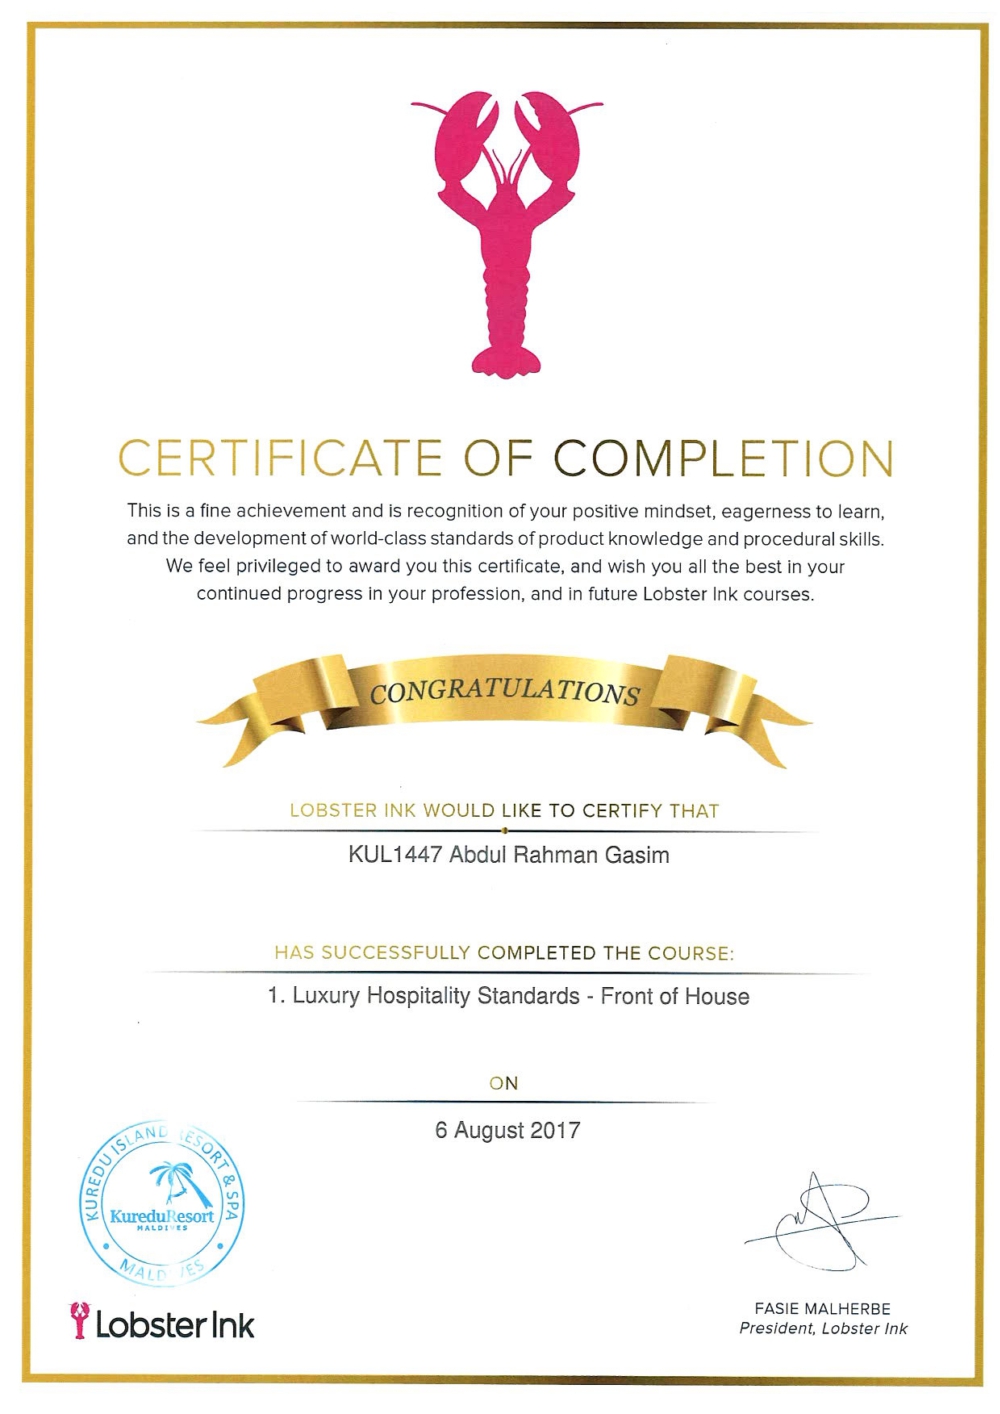 CERTIFICATE OF COMPLETION
This is a fine achievement and is recognition of your positive mindset, eagerness to learn,
and the development of world-class standards of product knowledge and procedural skills.
We feel privileged to award you this certificate, and wish you all the best in your
continued progress in your profession, and in future Lobster Ink courses.
CONGRATULATIONS
LOBSTER INK WOULD LIKE TO CERTIFY THAT
KUL1447 Abdul Rahman Gasim
HAS SUCCESSFULLY COMPLETED THE COURSE:
1. Luxury Hospitality Standards - Front of House
ON
6 August 2017
KUREDU ISLAND RESORT & SPA
KureduResort
MALDIVES
MALDIVES
Lobster Ink
FASIE MALHERBE
President, Lobster Ink